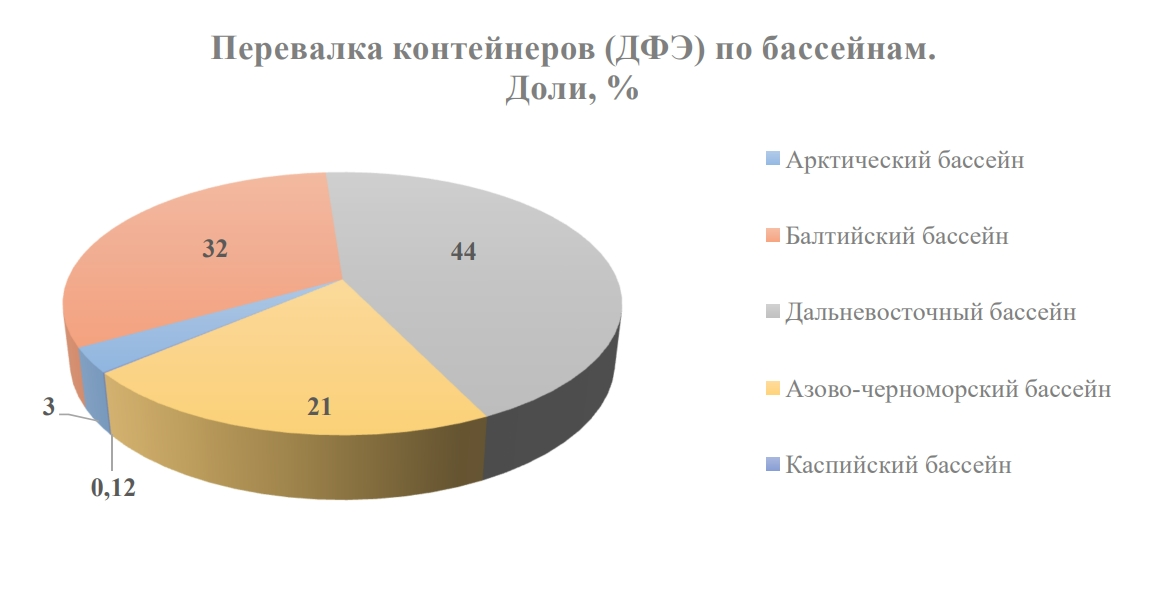 Перевалка контейнеров (ДФЭ) по бассейнам.
Доли, %
Арктический бассейн
Балтийский бассейн
Дальневосточный бассейн
Азово-черноморский бассейн
Каспийский бассейн
32
44
21
3
0,12